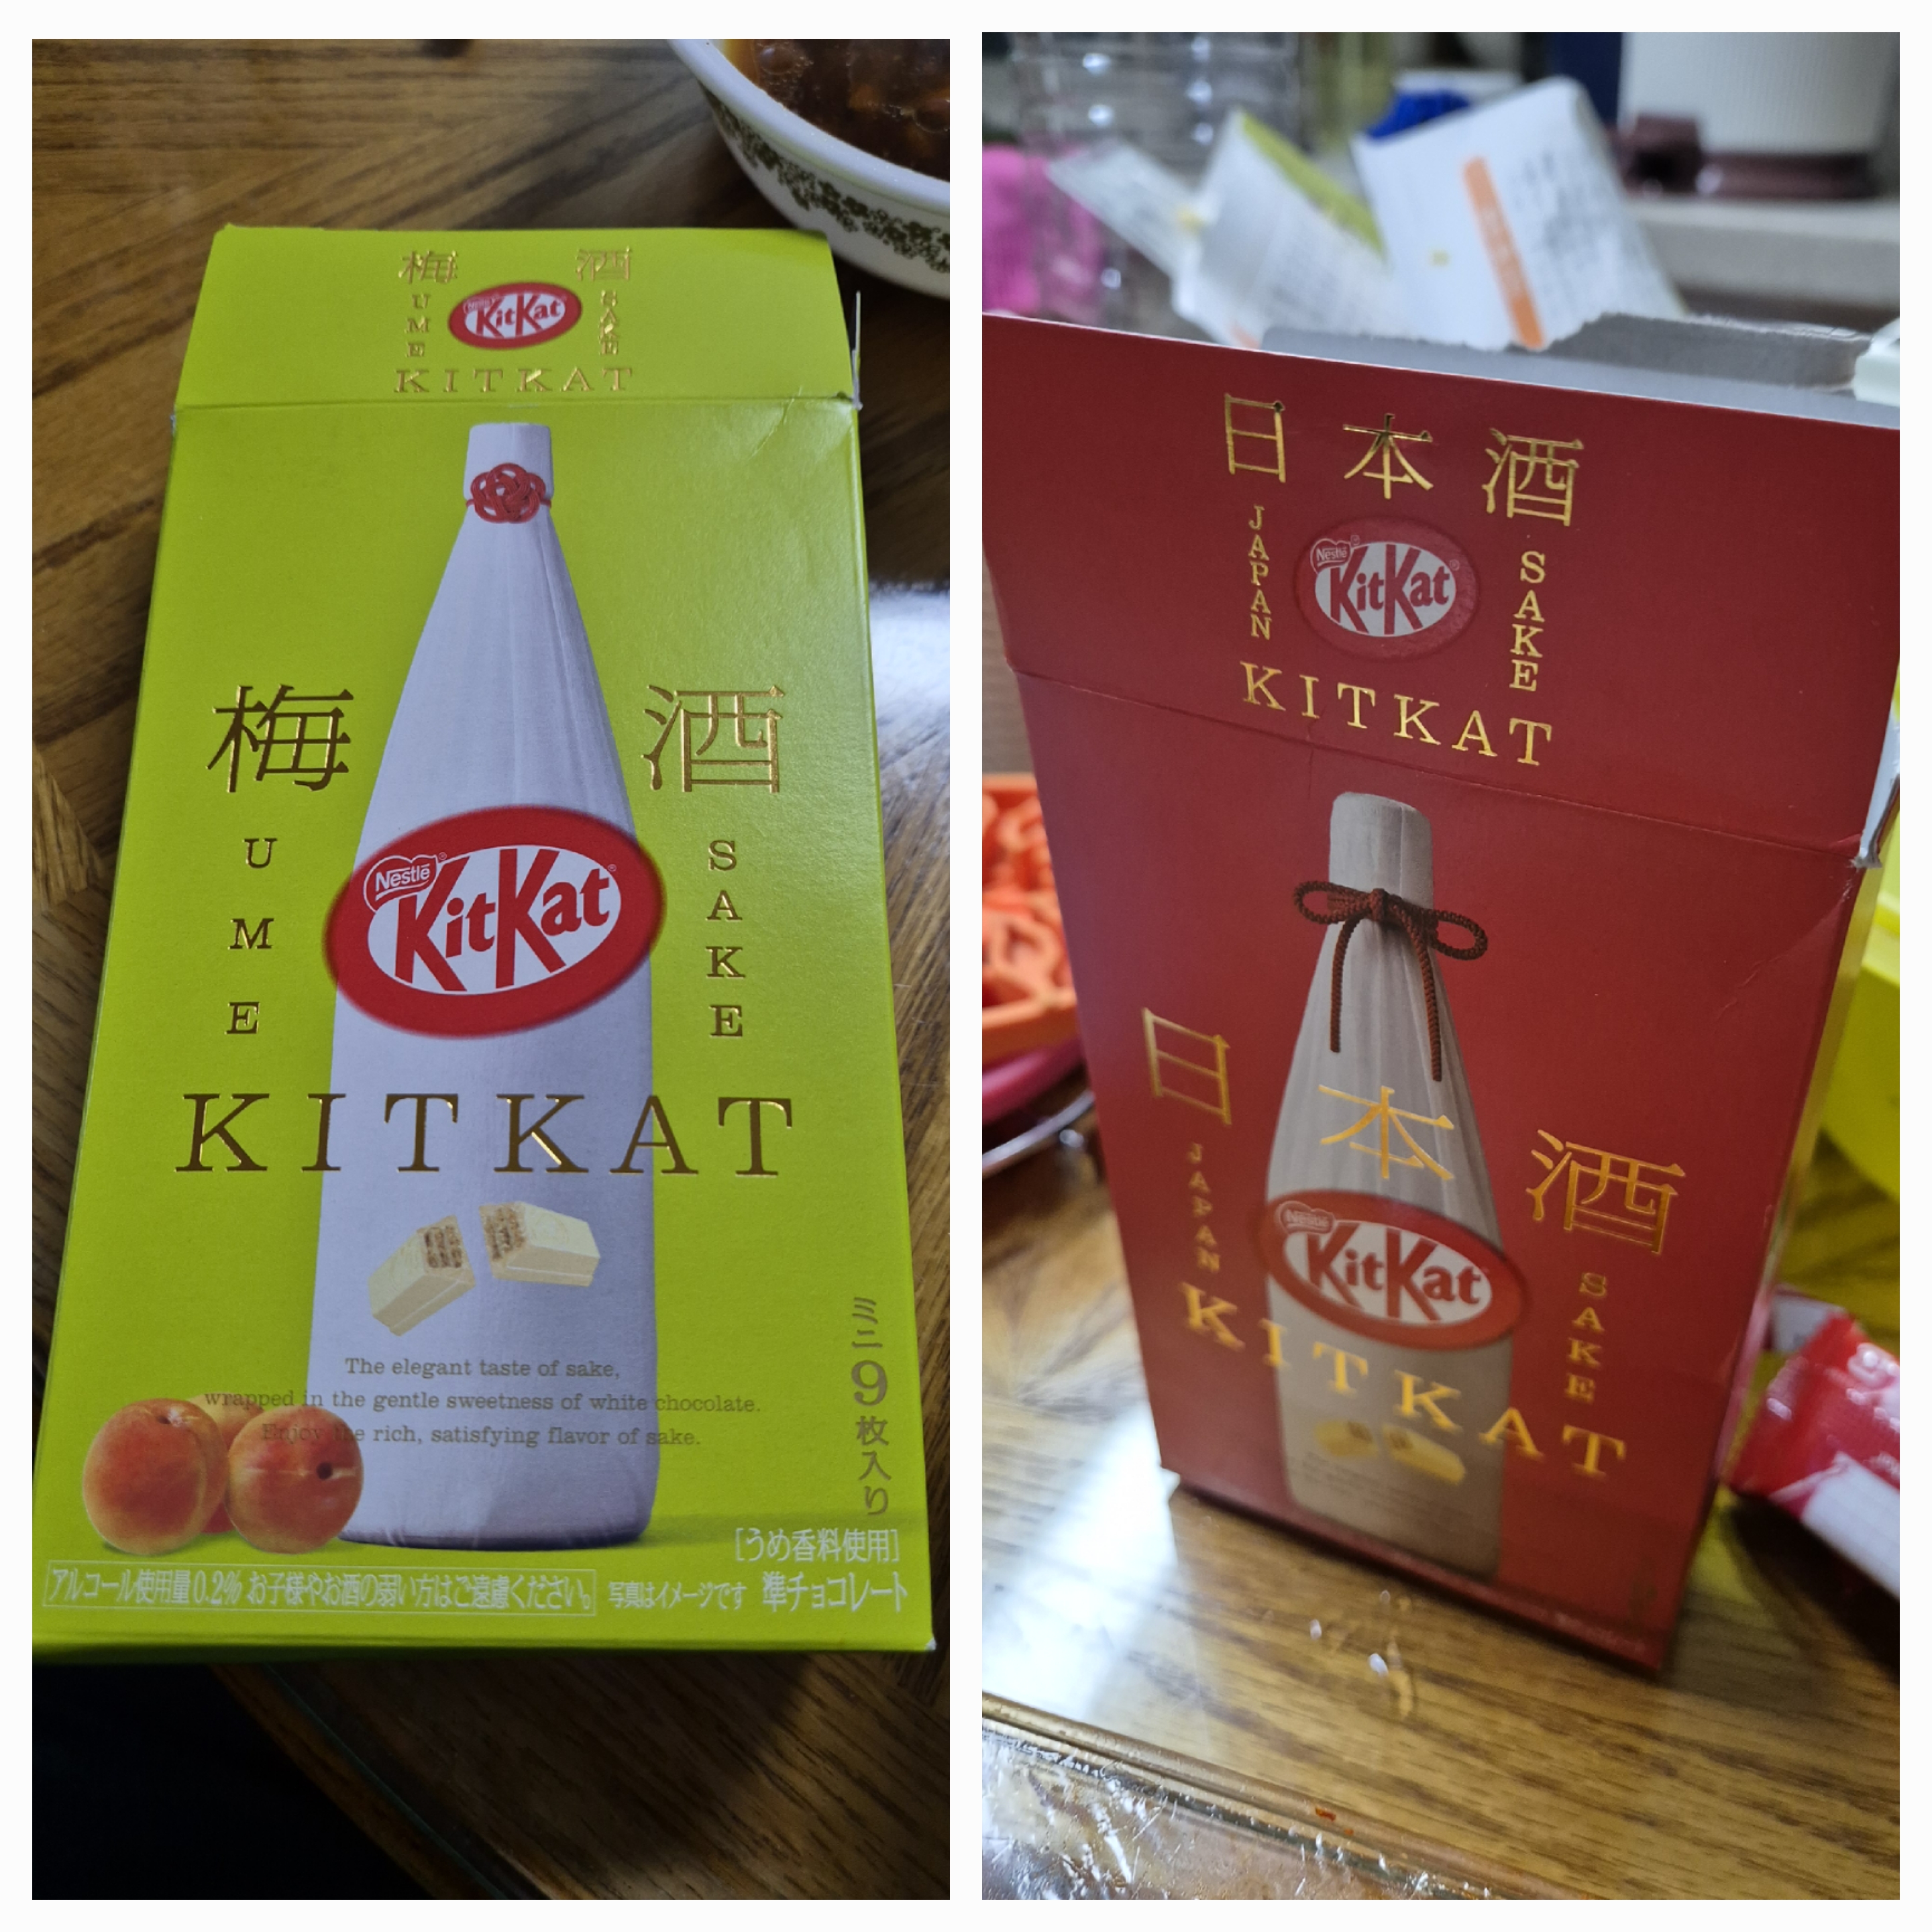 梅 酒
UME
Nestlé
KitKat
SAKE
KITKAT
梅 酒
UME
Nestlé
KitKat
SAKE
KITKAT
The elegant taste of sake,
wrapped in the gentle sweetness of white chocolate.
Enjoy the rich, satisfying flavor of sake.
ミニ9枚入り
[うめ香料使用]
アルコール使用量0.2% お子様やお酒の弱い方はご遠慮ください。 写真はイメージです 準チョコレート
日本酒
JAPAN
Nestlé
KitKat
SAKE
KITKAT
日本酒
JAPAN
Nestlé
KitKat
SAKE
KITKAT